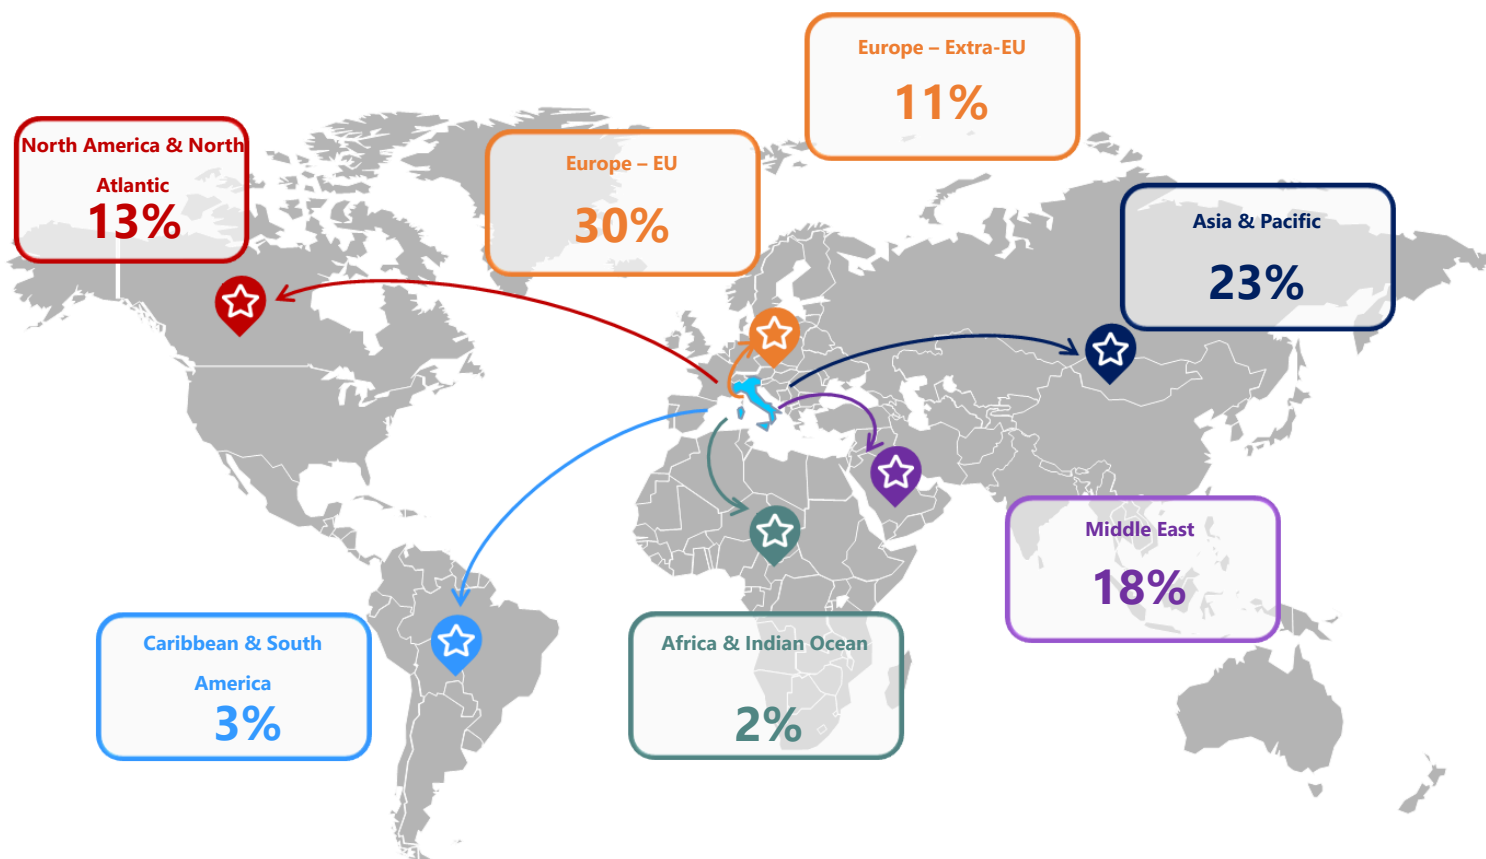 Europe – Extra-EU
11%
North America & North
Atlantic
13%
Europe – EU
30%
Asia & Pacific
23%
Middle East
18%
Caribbean & South
America
3%
Africa & Indian Ocean
2%